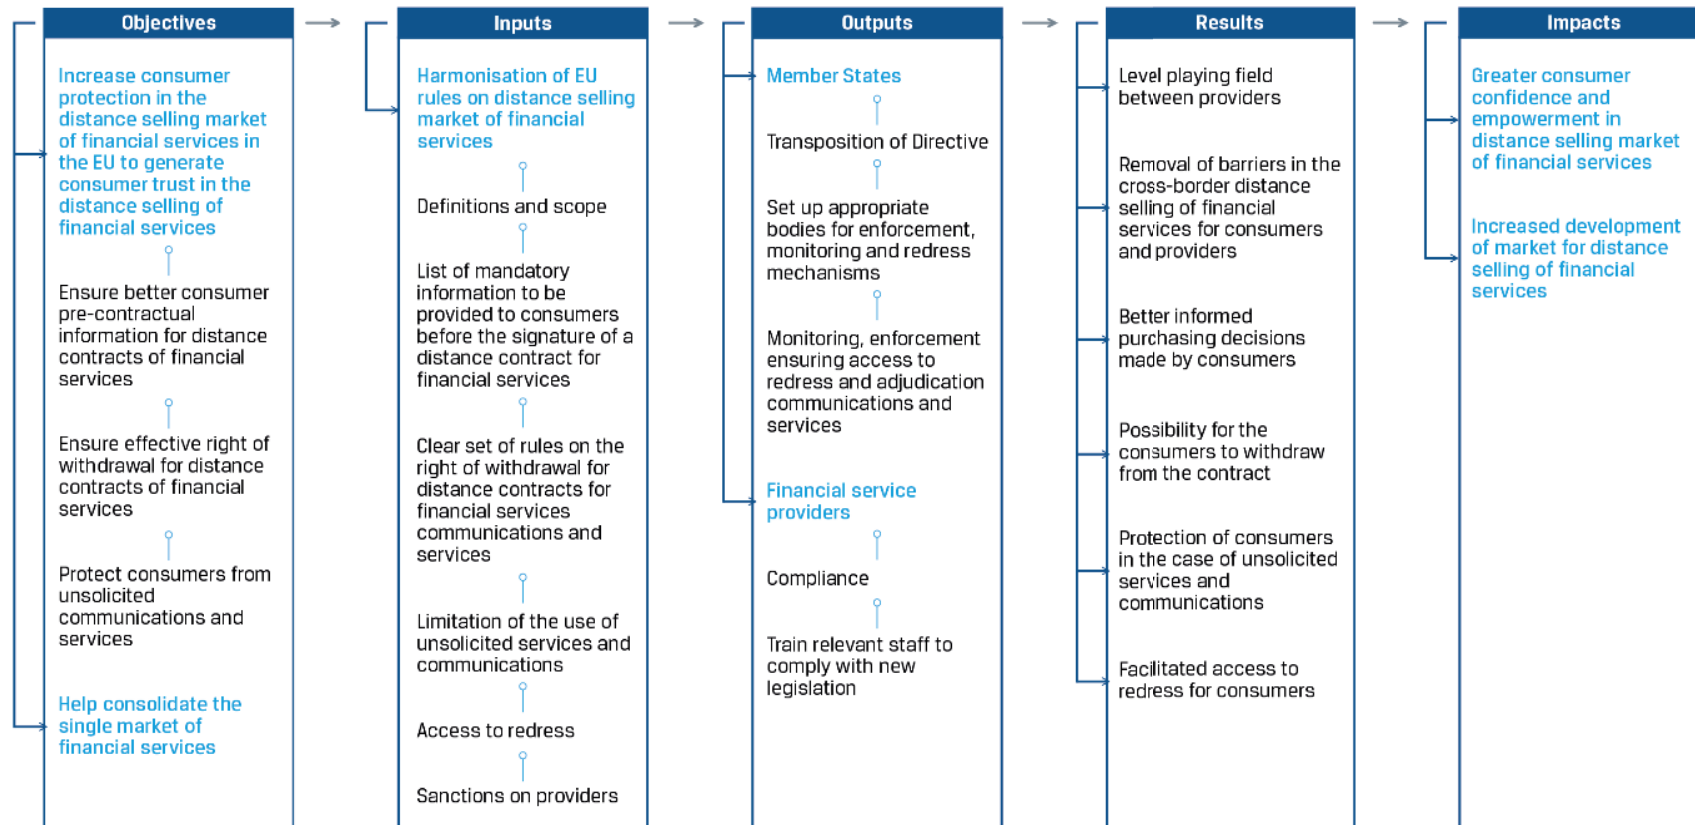 Objectives
Increase consumer
protection in the
distance selling market
of financial services in
the EU to generate
consumer trust in the
distance selling of
financial services
Ensure better consumer
pre-contractual
information for distance
contracts of financial
services
Ensure effective right of
withdrawal for distance
contracts of financial
services
Protect consumers from
unsolicited
communications and
services
Help consolidate the
single market of
financial services
Inputs
Harmonisation of EU
rules on distance selling
market of financial
services
Definitions and scope
List of mandatory
information to be
provided to consumers
before the signature of a
distance contract for
financial services
Clear set of rules on the
right of withdrawal for
distance contracts for
financial services
communications and
services
Limitation of the use of
unsolicited services and
communications
Access to redress
Sanctions on providers
Outputs
Member States
Transposition of Directive
Set up appropriate
bodies for enforcement,
monitoring and redress
mechanisms
Monitoring, enforcement
ensuring access to
redress and adjudication
communications and
services
Financial service
providers
Compliance
Train relevant staff to
comply with new
legislation
Results
Level playing field
between providers
Removal of barriers in the
cross-border distance
selling of financial
services for consumers
and providers
Better informed
purchasing decisions
made by consumers
Possibility for the
consumers to withdraw
from the contract
Protection of consumers
in the case of unsolicited
services and
communications
Facilitated access to
redress for consumers
Impacts
Greater consumer
confidence and
empowerment in
distance selling market
of financial services
Increased development
of market for distance
selling of financial
services